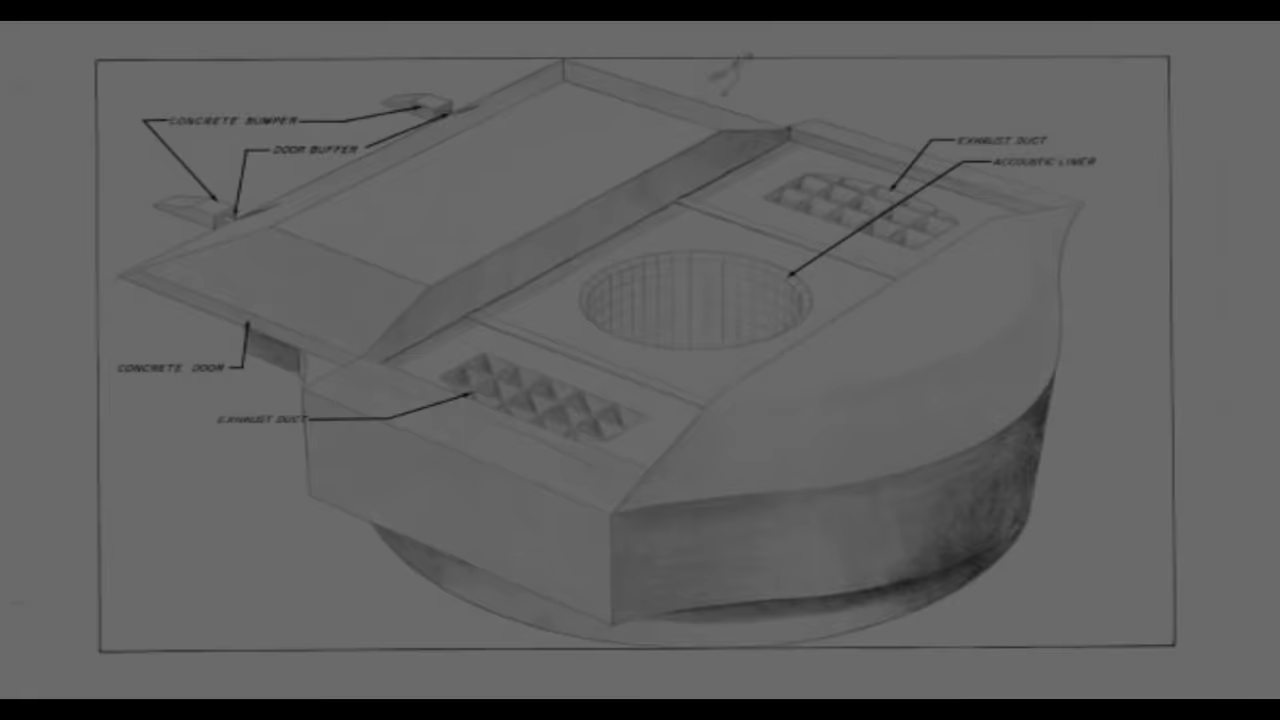 CONCRETE BUMPER
DOOR BUFFER
EXHAUST DUCT
ACCOUSTIC LINER
CONCRETE DOOR
EXHAUST DUCT